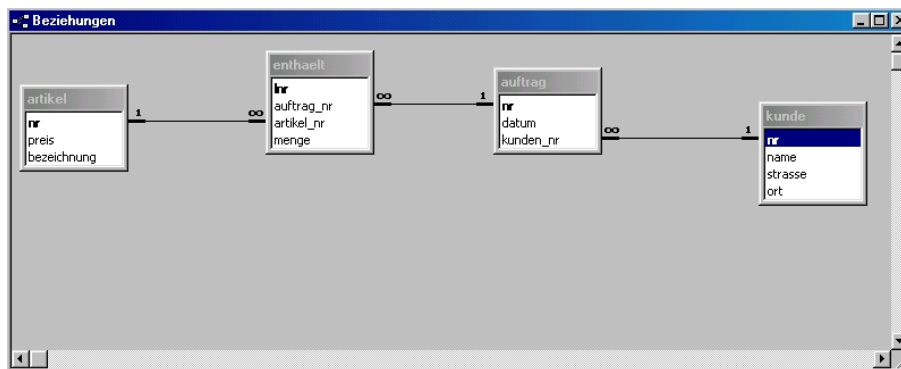 Beziehungen
artikel
nr
preis
bezeichnung
1
∞
enthaelt
lnr
auftrag_nr
artikel_nr
menge
∞
1
auftrag
nr
datum
kunden_nr
∞
1
kunde
nr
name
strasse
ort